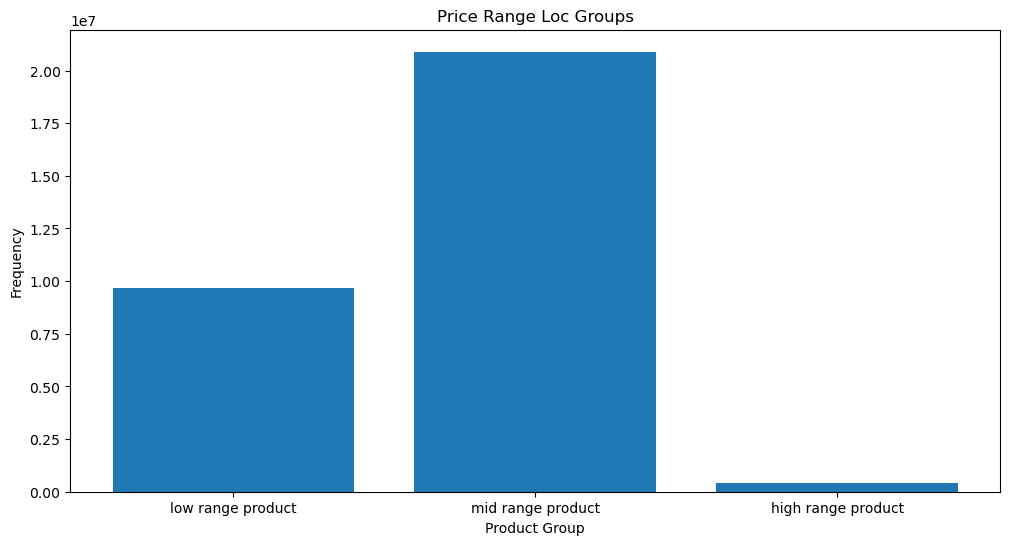 Price Range Loc Groups
1e7
2.00
1.75
1.50
1.25
1.00
0.75
0.50
0.25
0.00
Frequency
low range product mid range product high range product
Product Group